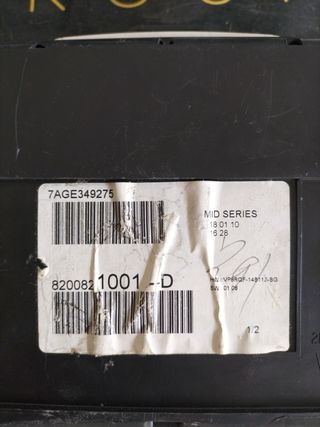 7AGE349275
MID SERIES
18.01.10
16:28
8200821001--D
SW: 01.06
1/2